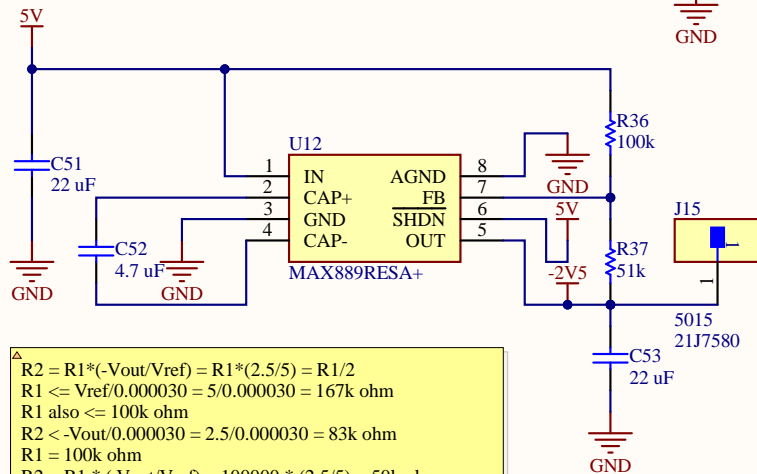 5V
GND
C51
22 uF
GND
C52
4.7 uF
GND
U12
1
IN
2
CAP+
3
GND
4
CAP-
AGND
8
FB
7
SHDN
6
OUT
5
MAX889RESA+
GND
5V
-2V5
R36
100k
R37
51k
J15
1
1
5015
21J7580
C53
22 uF
GND
R2 = R1*(-Vout/Vref) = R1*(2.5/5) = R1/2
R1 <= Vref/0.000030 = 5/0.000030 = 167k ohm
R1 also <= 100k ohm
R2 < -Vout/0.000030 = 2.5/0.000030 = 83k ohm
R1 = 100k ohm